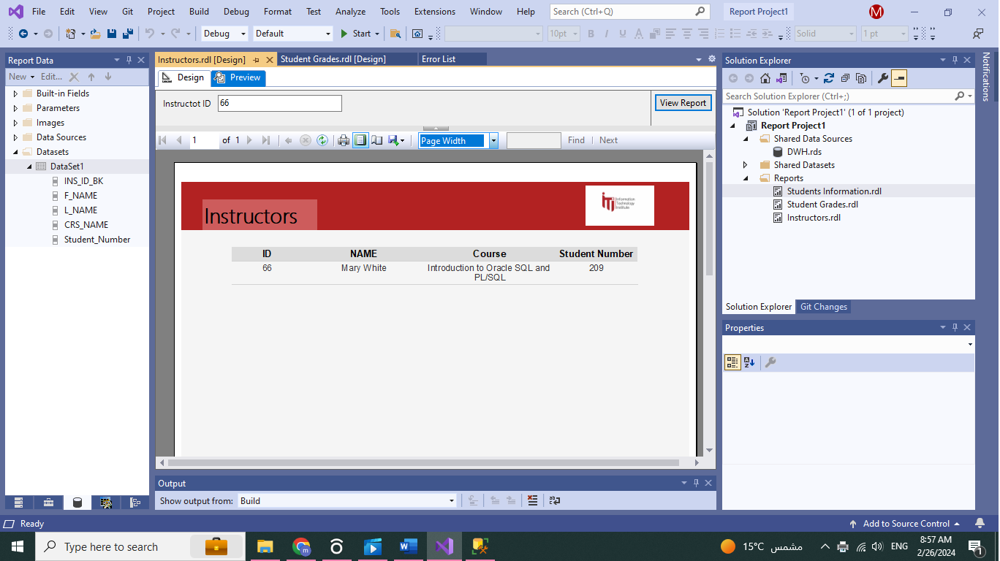 File Edit View Git Project Build Debug Format Test Analyze Tools Extensions Window Help Search (Ctrl+Q) Report Project1 M
Debug Default Start 10pt B I U A Solid 1 pt
Report Data
New Edit...
Built-in Fields
Parameters
Images
Data Sources
Datasets
DataSet1
INS_ID_BK
F_NAME
L_NAME
CRS_NAME
Student_Number
Instructors.rdl [Design] Student Grades.rdl [Design] Error List
Design Preview
Instructot ID 66 View Report
1 of 1 Page Width Find Next
Instructors
iTi
Information
Technology
Institute
ID NAME Course Student Number
66 Mary White Introduction to Oracle SQL and 209
PL/SQL
Output
Show output from: Build
Solution Explorer
Search Solution Explorer (Ctrl+;)
Solution 'Report Project1' (1 of 1 project)
Report Project1
Shared Data Sources
DWH.rds
Shared Datasets
Reports
Students Information.rdl
Student Grades.rdl
Instructors.rdl
Solution Explorer Git Changes
Properties
Notifications
Ready Add to Source Control
Type here to search 15°C مشمس ENG 8:57 AM
2/26/2024
1